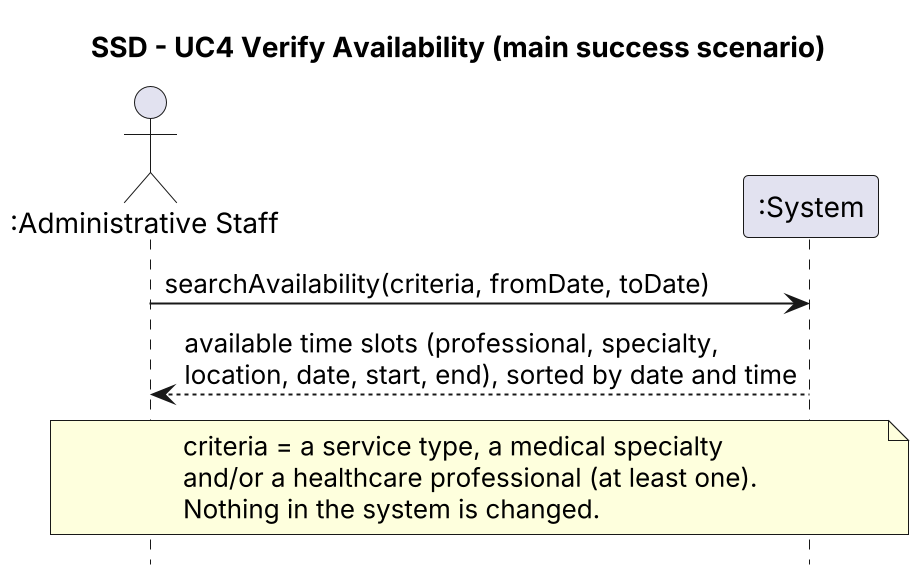 SSD - UC4 Verify Availability (main success scenario)
:Administrative Staff
:System
searchAvailability(criteria, fromDate, toDate)
available time slots (professional, specialty,
location, date, start, end), sorted by date and time
criteria = a service type, a medical specialty
and/or a healthcare professional (at least one).
Nothing in the system is changed.